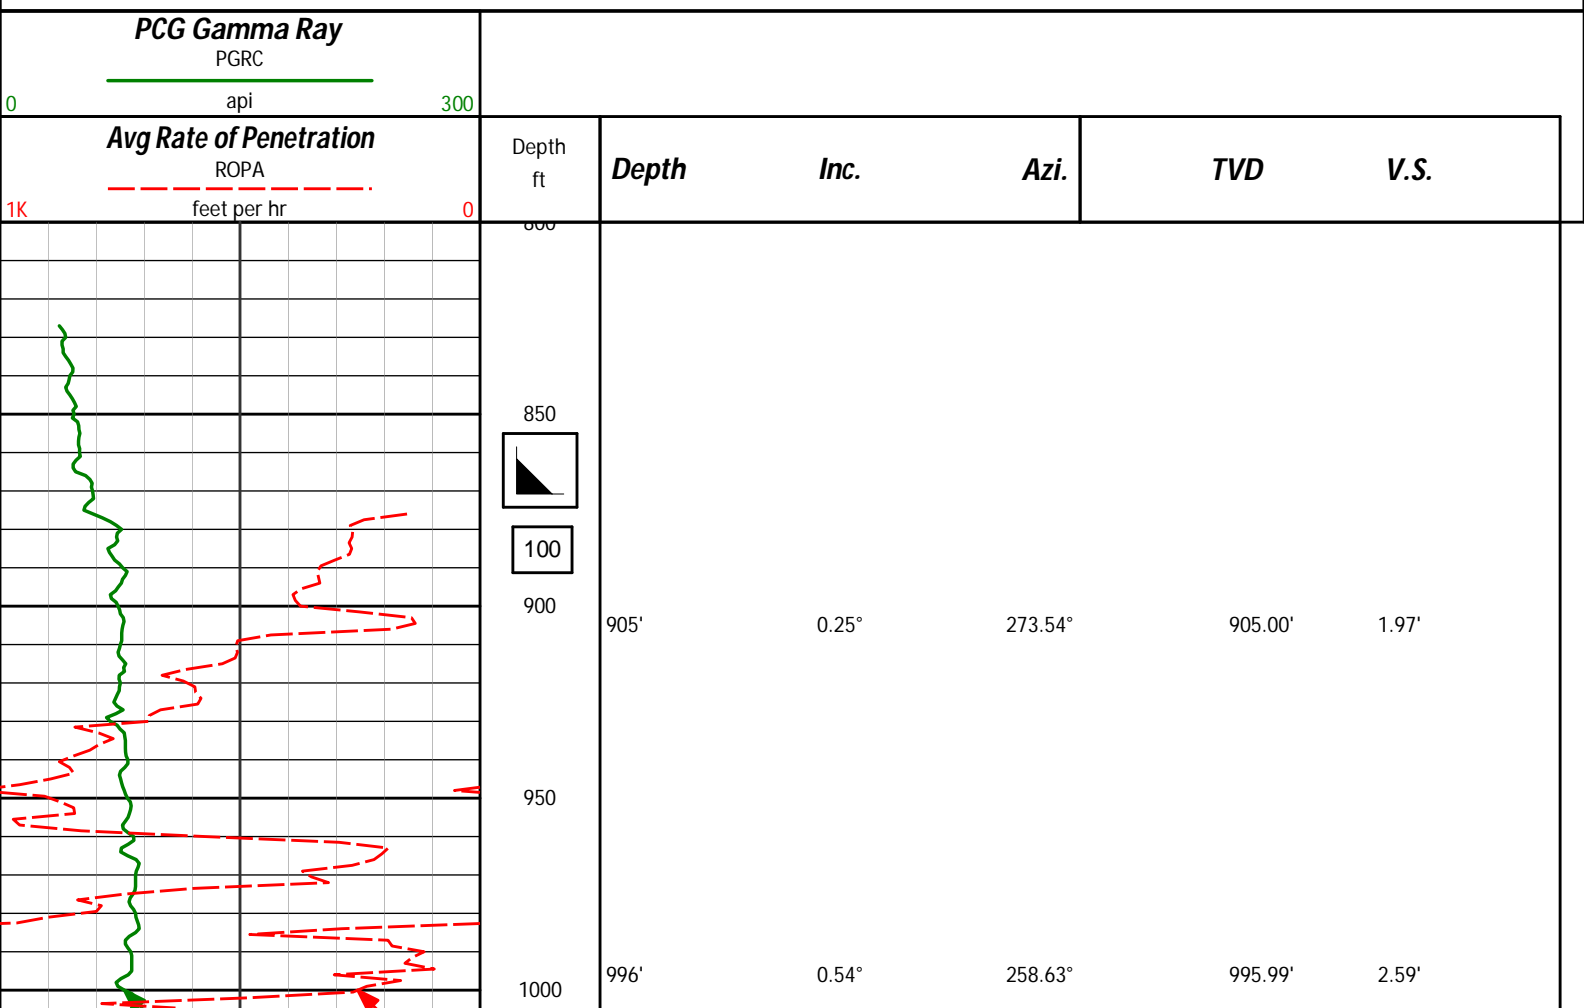 PCG Gamma Ray
PGRC
0 api 300
Avg Rate of Penetration
ROPA
1K feet per hr 0
Depth
ft
Depth Inc. Azi. TVD V.S.
800
850
100
900
905' 0.25° 273.54° 905.00' 1.97'
950
996' 0.54° 258.63° 995.99' 2.59'
1000